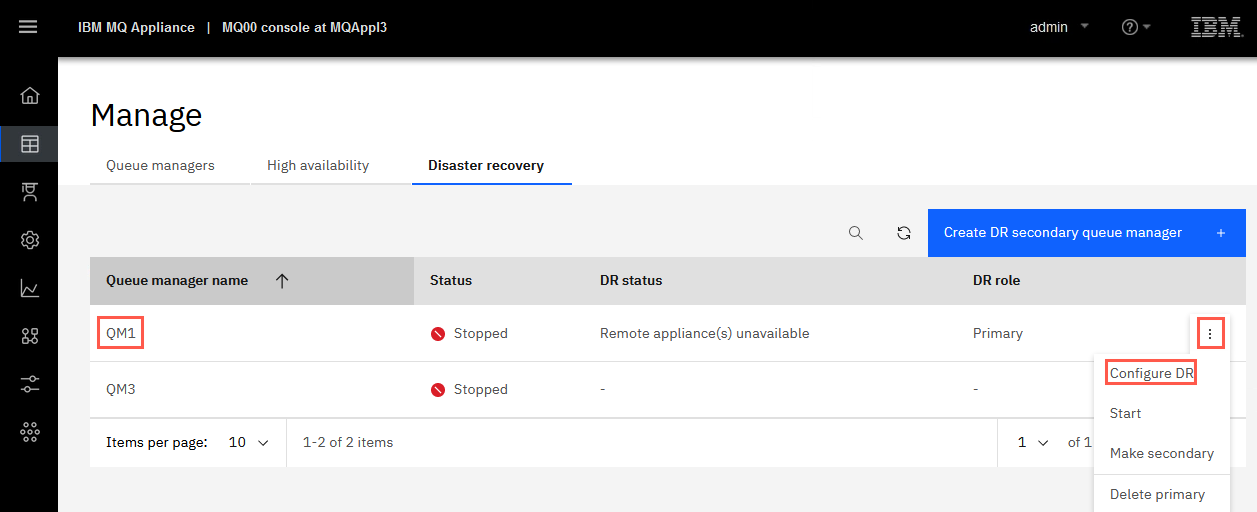 IBM MQ Appliance | MQ00 console at MQAppl3 admin IBM
Manage
Queue managers High availability Disaster recovery
Create DR secondary queue manager +
Queue manager name Status DR status DR role
QM1 Stopped Remote appliance(s) unavailable Primary
Configure DR
QM3 Stopped - -
Start
Items per page: 10 1-2 of 2 items 1 of 1
Make secondary
Delete primary